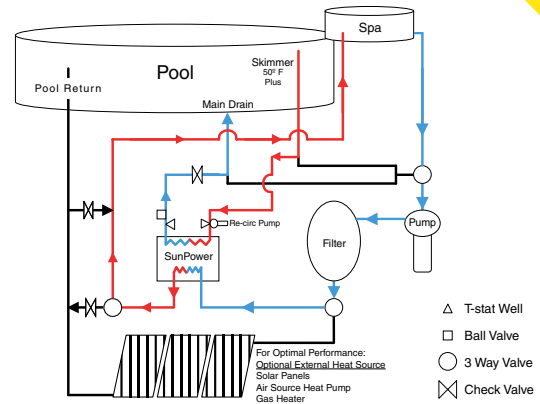 Spa
Pool
Skimmer
50º F
Plus
Pool Return
Main Drain
Re-circ Pump
Pump
Filter
SunPower
T-stat Well
Ball Valve
3 Way Valve
Check Valve
For Optimal Performance:
Optional External Heat Source
Solar Panels
Air Source Heat Pump
Gas Heater